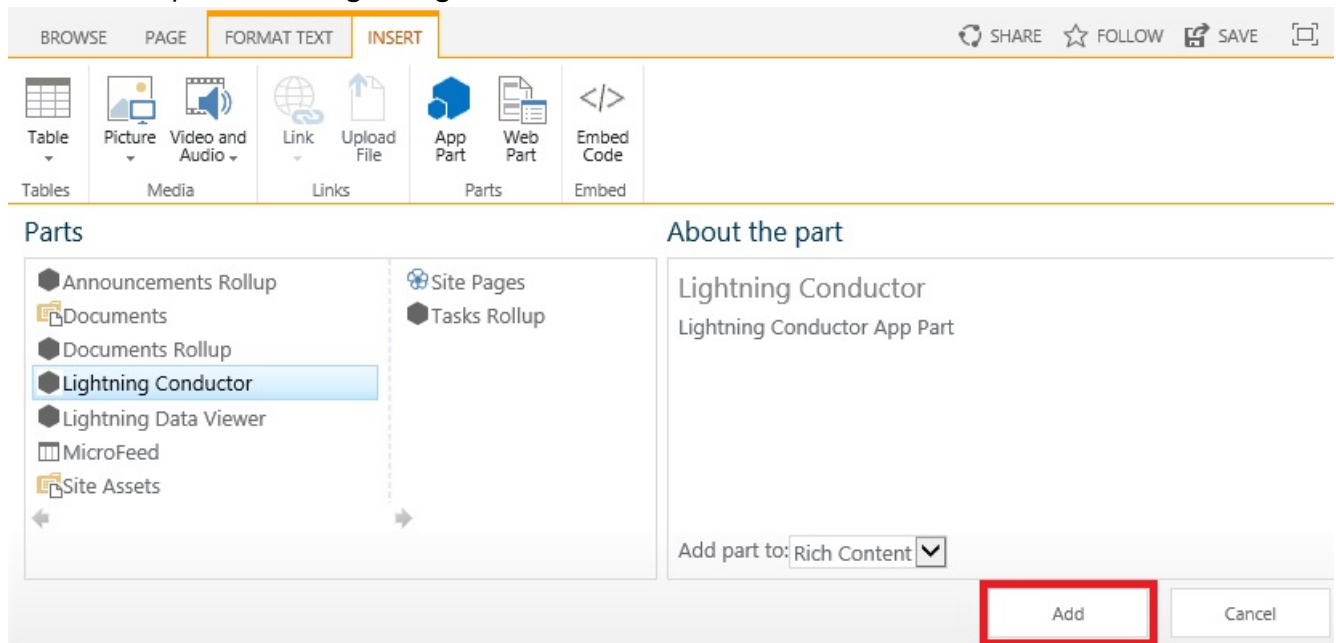 BROWSE PAGE FORMAT TEXT INSERT SHARE FOLLOW SAVE
Table Picture Video and Audio Link Upload File App Part Web Part </> Embed Code
Tables Media Links Parts Embed
Parts
Announcements Rollup
Documents
Documents Rollup
Lightning Conductor
Lightning Data Viewer
MicroFeed
Site Assets
Site Pages
Tasks Rollup
About the part
Lightning Conductor
Lightning Conductor App Part
Add part to: Rich Content
Add Cancel